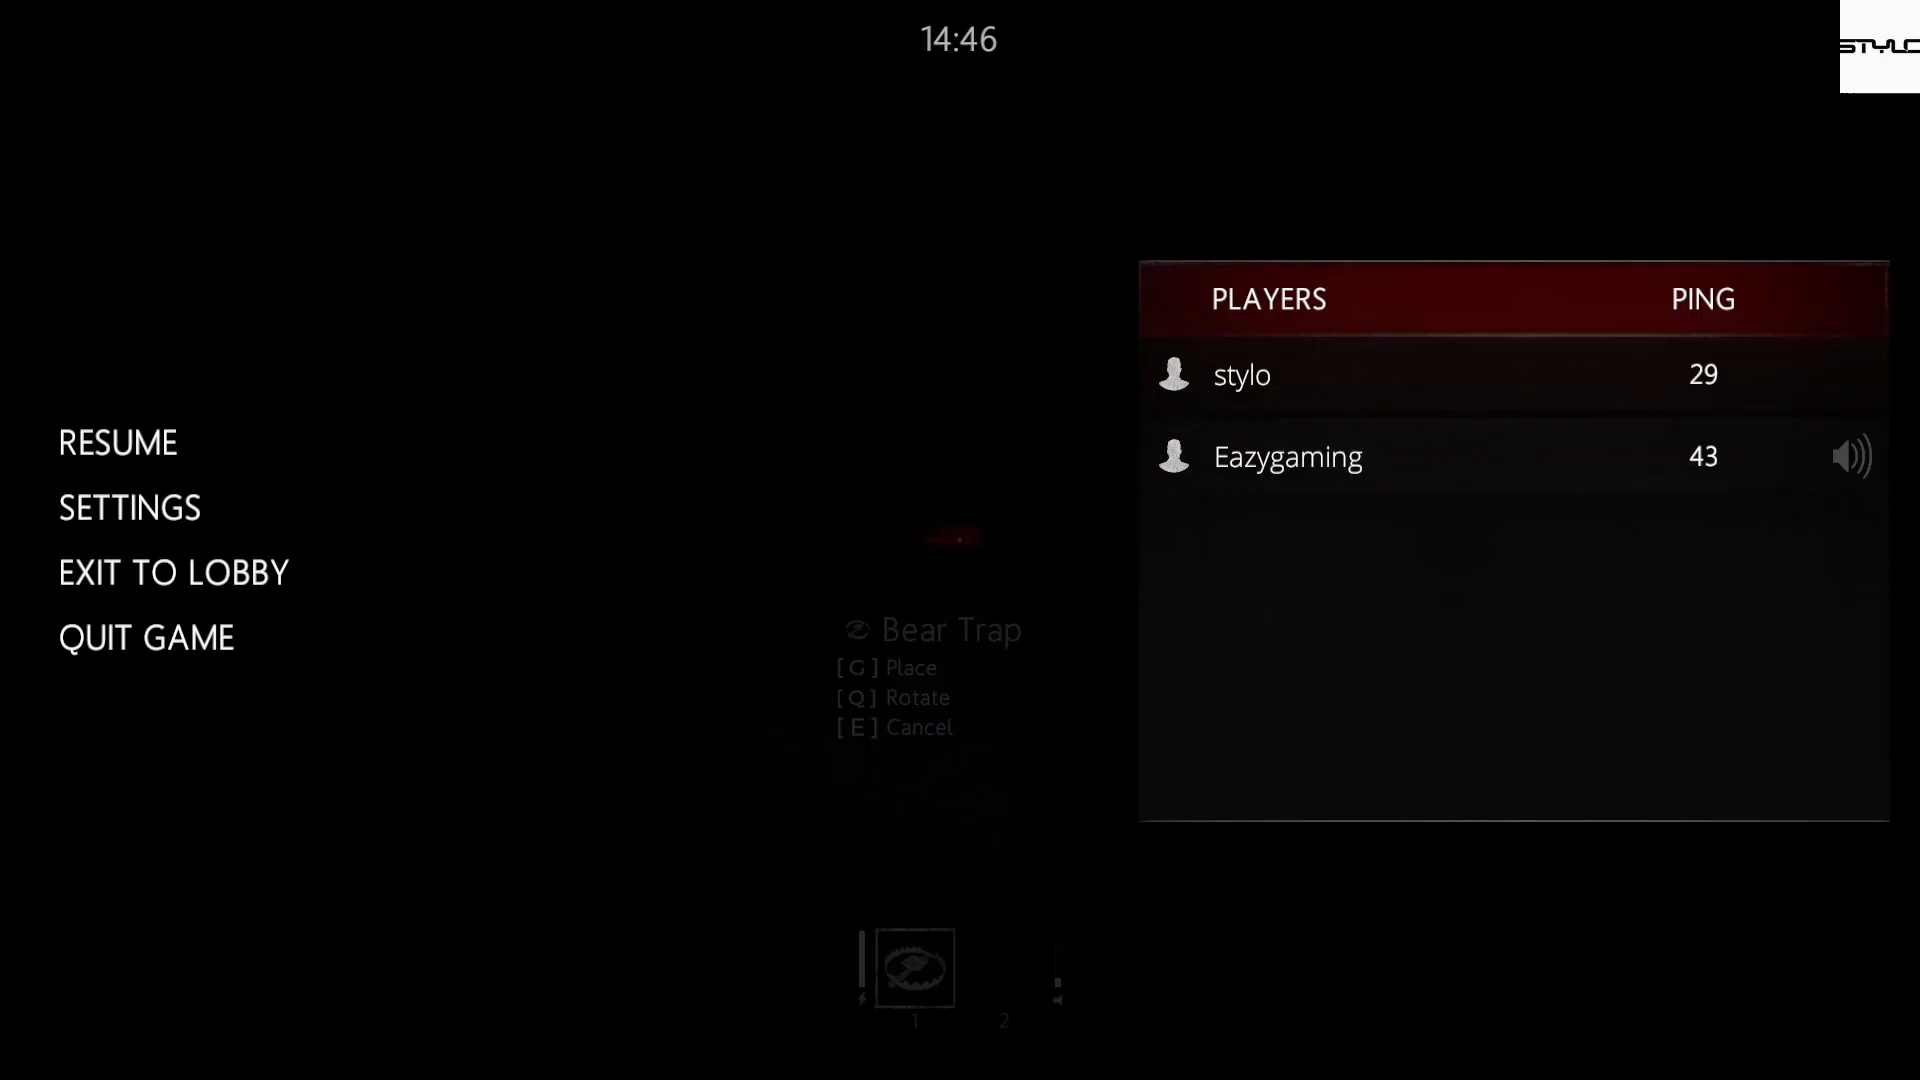 14:46
STYLO
PLAYERS PING
stylo 29
Eazygaming 43
RESUME
SETTINGS
EXIT TO LOBBY
QUIT GAME
Bear Trap
[ G ] Place
[ Q ] Rotate
[ E ] Cancel
1 2